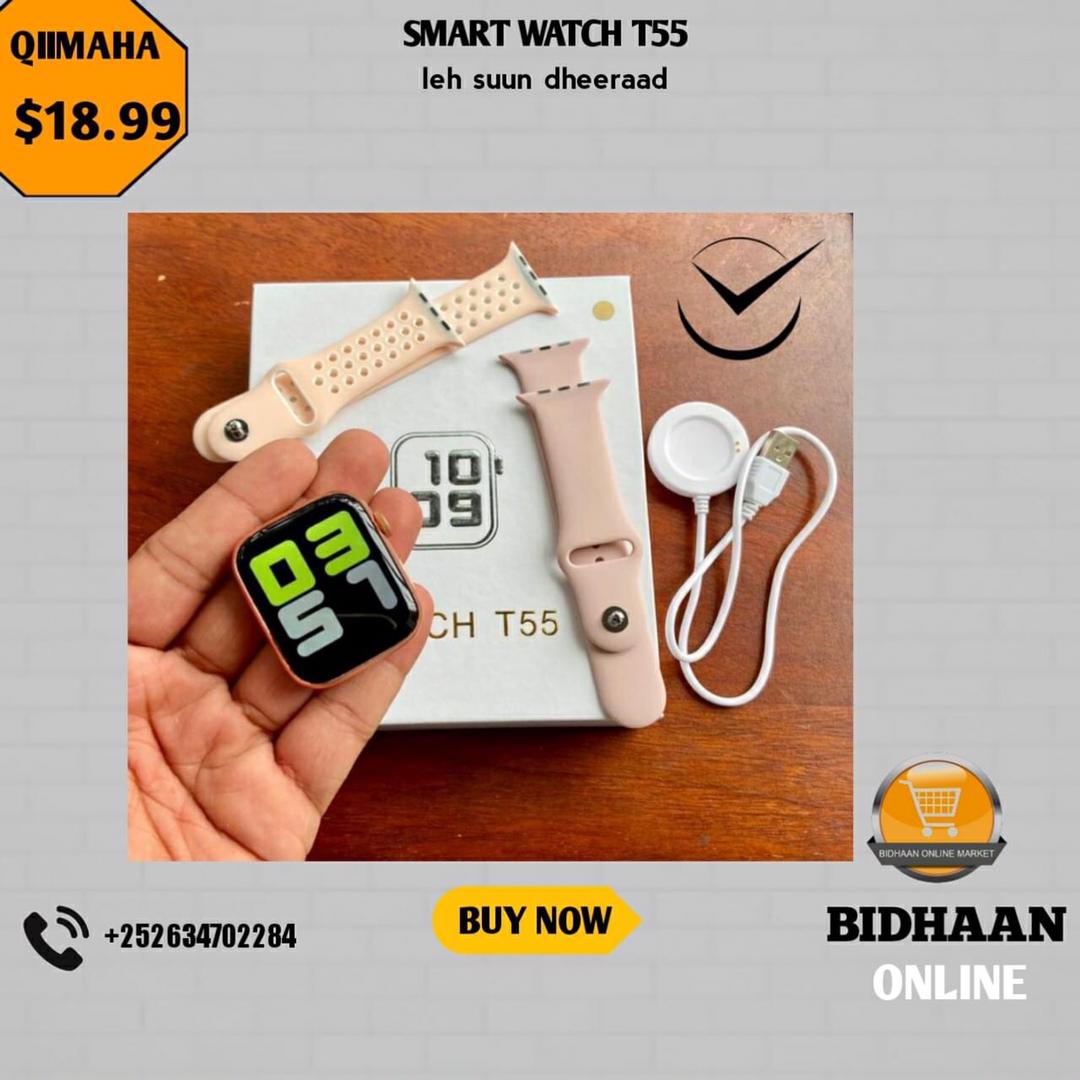 QIIMAHA
$18.99
SMART WATCH T55
leh suun dheeraad
10
09
CH T55
03
57
BIDHAAN ONLINE MARKET
+252634702284
BUY NOW
BIDHAAN
ONLINE